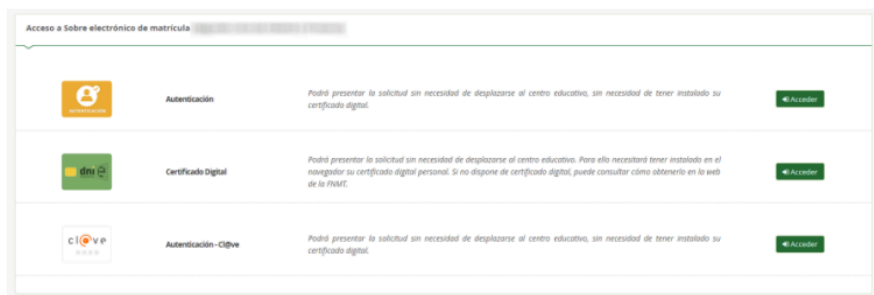 Acceso a Sobre electrónico de matrícula
AUTENTICACIÓN
Autenticación
Podrá presentar la solicitud sin necesidad de desplazarse al centro educativo, sin necesidad de tener instalado su
certificado digital.
Acceder
dni e
Certificado Digital
Podrá presentar la solicitud sin necesidad de desplazarse al centro educativo. Para ello necesitará tener instalado en el
navegador su certificado digital personal. Si no dispone de certificado digital, puede consultar cómo obtenerlo en la web
de la FNMT.
Acceder
cl@ve
Autenticación - Cl@ve
Podrá presentar la solicitud sin necesidad de desplazarse al centro educativo, sin necesidad de tener instalado su
certificado digital.
Acceder